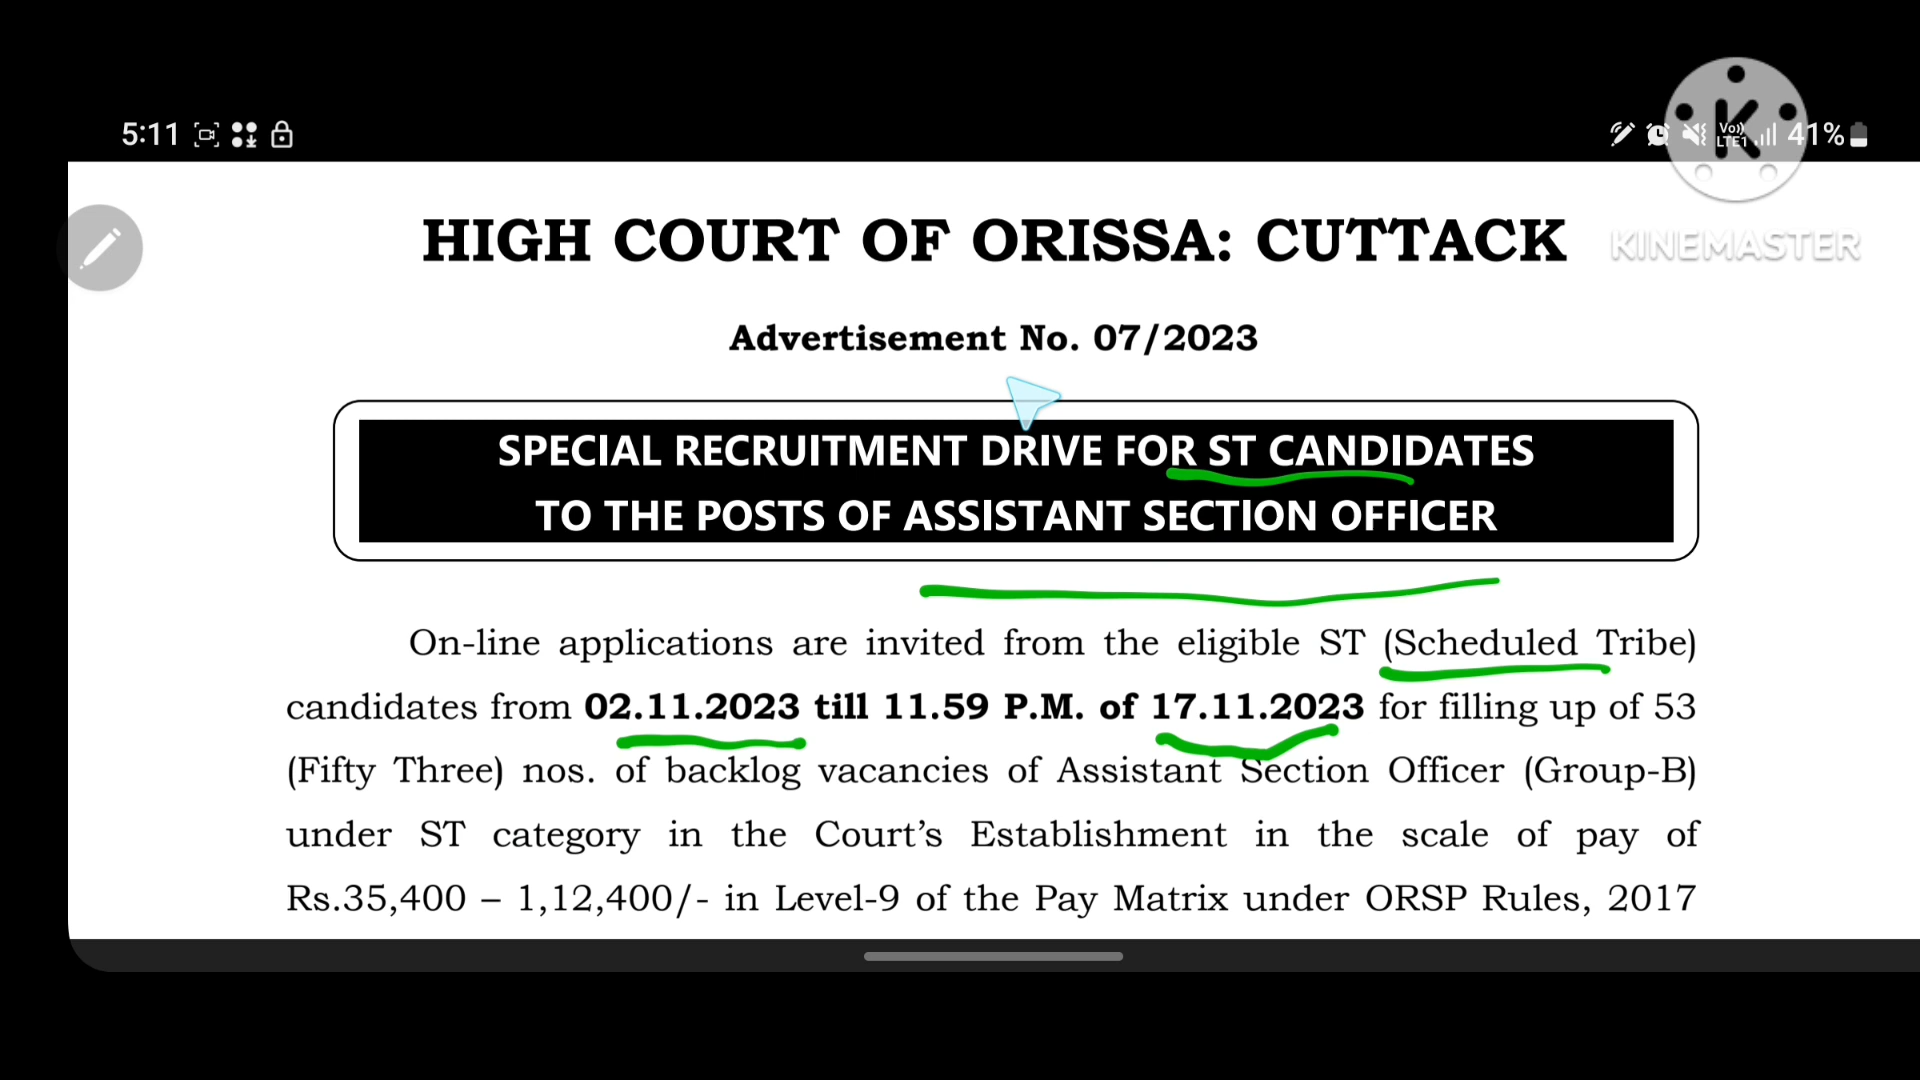 5:11
Vo)) LTE1 41%
K
KINEMASTER
HIGH COURT OF ORISSA: CUTTACK
Advertisement No. 07/2023
SPECIAL RECRUITMENT DRIVE FOR ST CANDIDATES
TO THE POSTS OF ASSISTANT SECTION OFFICER
On-line applications are invited from the eligible ST (Scheduled Tribe)
candidates from 02.11.2023 till 11.59 P.M. of 17.11.2023 for filling up of 53
(Fifty Three) nos. of backlog vacancies of Assistant Section Officer (Group-B)
under ST category in the Court’s Establishment in the scale of pay of
Rs.35,400 – 1,12,400/- in Level-9 of the Pay Matrix under ORSP Rules, 2017